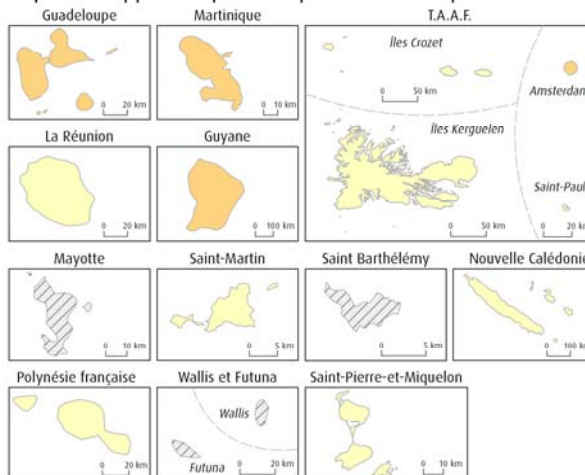 Guadeloupe
0 20 km
Martinique
0 10 km
T.A.A.F.
Îles Crozet
0 50 km
Amsterdam
Îles Kerguelen
0 50 km
Saint-Paul
0 20 km
La Réunion
0 20 km
Guyane
0 100 km
Mayotte
0 10 km
Saint-Martin
0 5 km
Saint Barthélémy
0 5 km
Nouvelle Calédonie
0 100 km
Polynésie française
0 20 km
Wallis et Futuna
Wallis
Futuna
0 20 km
Saint-Pierre-et-Miquelon
0 10 km